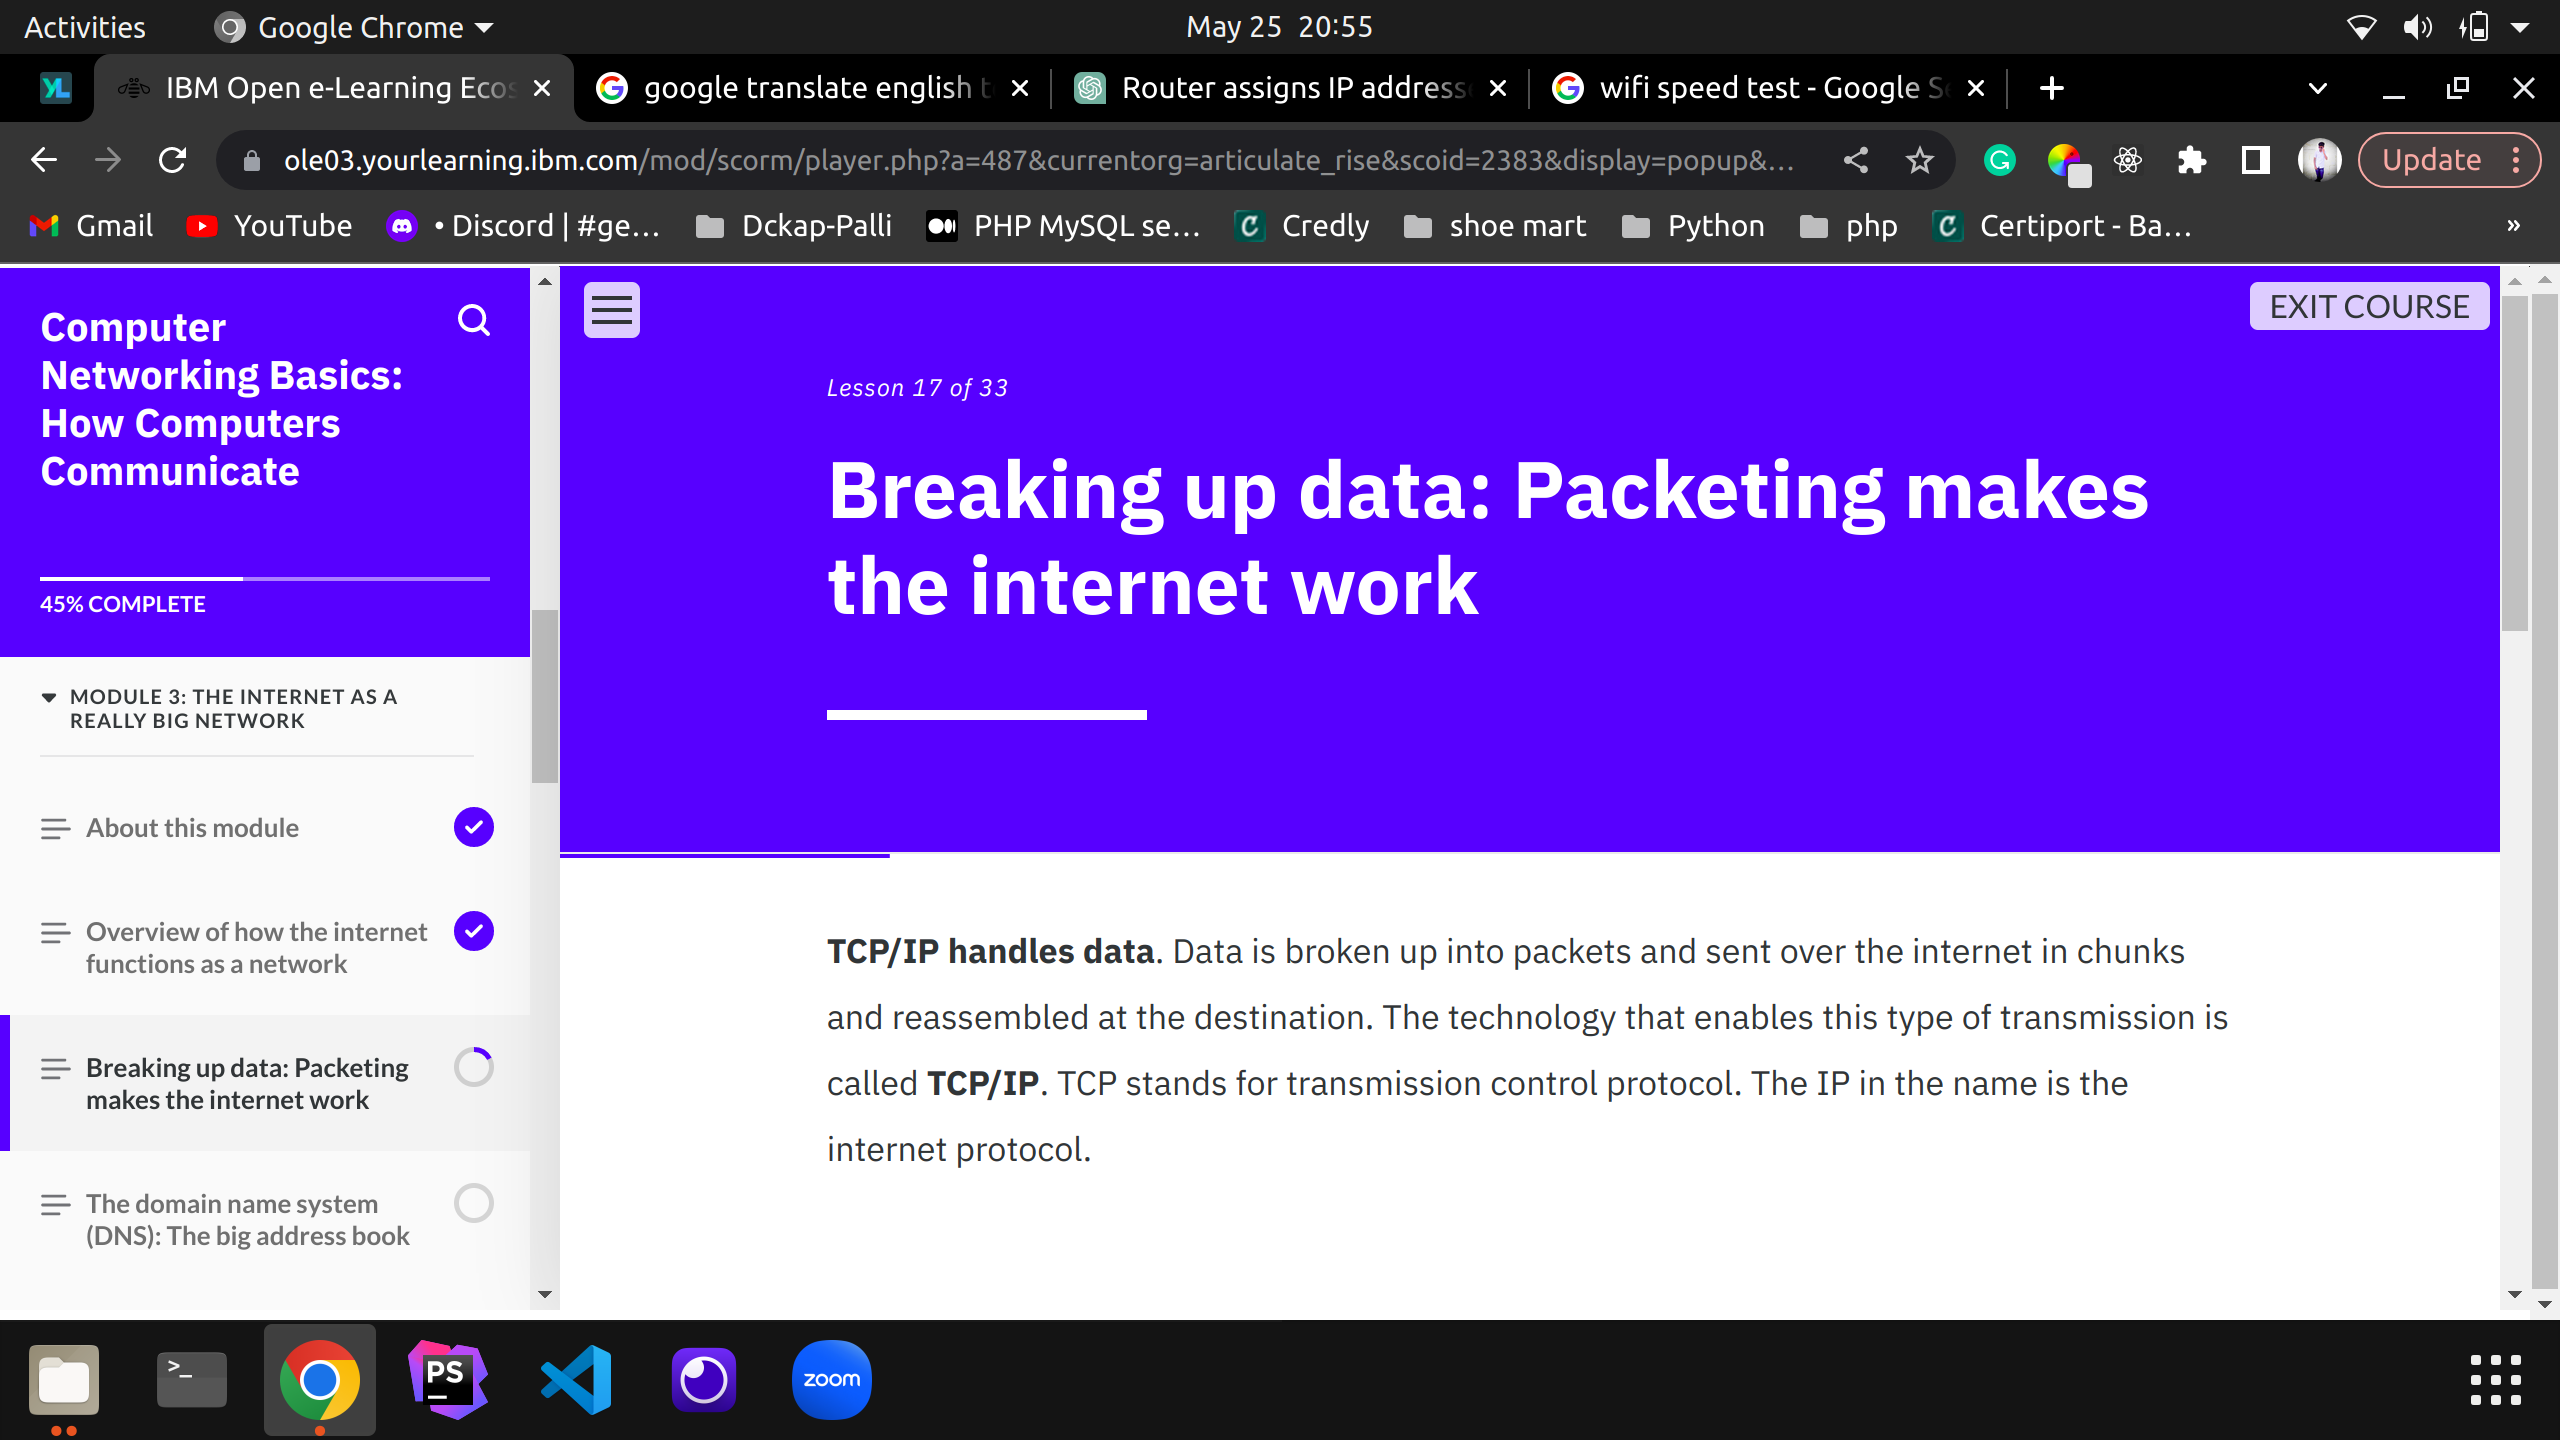 Activities
Google Chrome
May 25 20:55
YL
IBM Open e-Learning Ecos
google translate english t
Router assigns IP addresse
wifi speed test - Google Se
ole03.yourlearning.ibm.com/mod/scorm/player.php?a=487&currentorg=articulate_rise&scoid=2383&display=popup&...
Update
Gmail
YouTube
• Discord | #ge...
Dckap-Palli
PHP MySQL se...
Credly
shoe mart
Python
php
Certiport - Ba...
»
Computer
Networking Basics:
How Computers
Communicate
45% COMPLETE
MODULE 3: THE INTERNET AS A
REALLY BIG NETWORK
About this module
Overview of how the internet
functions as a network
Breaking up data: Packeting
makes the internet work
The domain name system
(DNS): The big address book
EXIT COURSE
Lesson 17 of 33
Breaking up data: Packeting makes
the internet work
TCP/IP handles data. Data is broken up into packets and sent over the internet in chunks
and reassembled at the destination. The technology that enables this type of transmission is
called TCP/IP. TCP stands for transmission control protocol. The IP in the name is the
internet protocol.
>_
PS
zoom